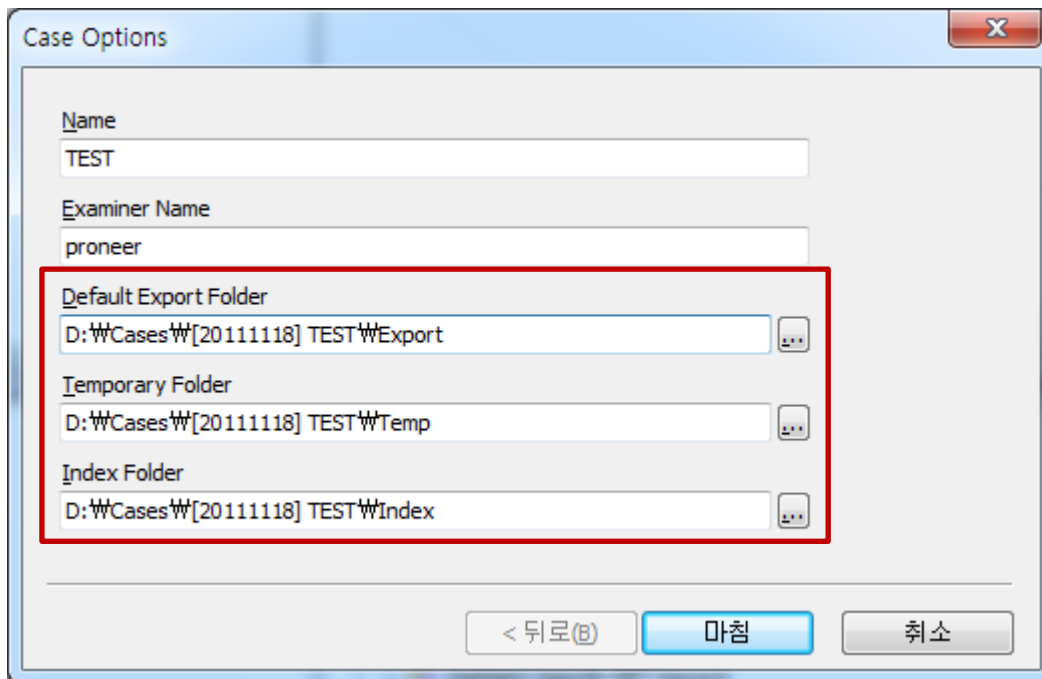 Case Options
Name
TEST
Examiner Name
proneer
Default Export Folder
D:₩Cases₩[20111118] TEST₩Export
...
Temporary Folder
D:₩Cases₩[20111118] TEST₩Temp
...
Index Folder
D:₩Cases₩[20111118] TEST₩Index
...
< 뒤로(B) 마침 취소